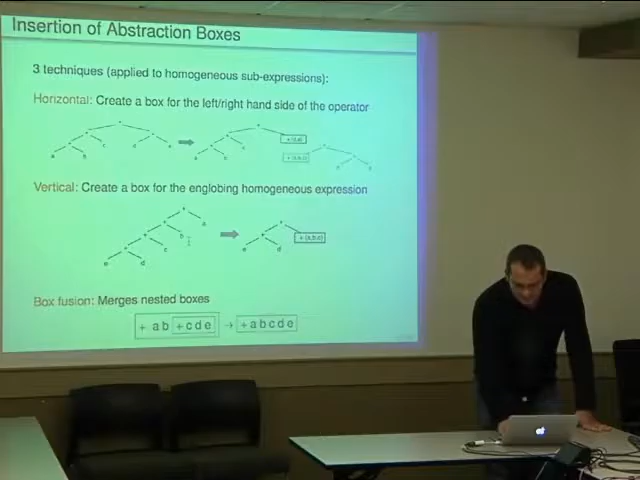 Insertion of Abstraction Boxes
3 techniques (applied to homogeneous sub-expressions):
Horizontal: Create a box for the left/right hand side of the operator
Vertical: Create a box for the englobing homogeneous expression
Box fusion: Merges nested boxes
+ a b + c d e → + a b c d e